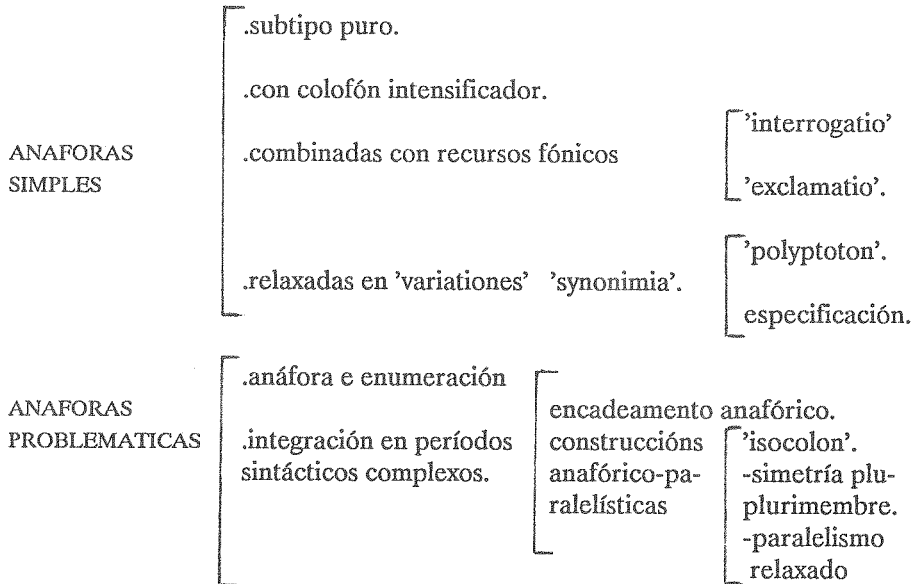 .subtipo puro.
.con colofón intensificador.
ANAFORAS
SIMPLES
.combinadas con recursos fónicos
’interrogatio’
’exclamatio’.
.relaxadas en ’variationes’ ’synonimia’.
’polyptoton’.
especificación.
ANAFORAS
PROBLEMATICAS
.anáfora e enumeración
.integración en períodos
sintácticos complexos.
encadeamento anafórico.
construccións
anafórico-pa-
ralelísticas
’isocolon’.
-simetría plu-
plurimembre.
-paralelismo
relaxado